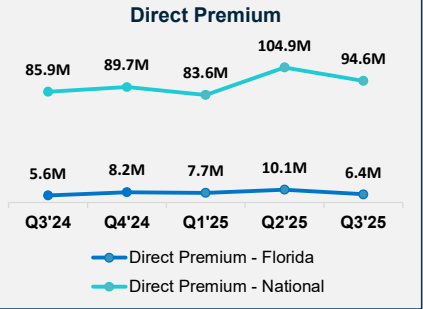 Direct Premium
85.9M 89.7M 83.6M 104.9M 94.6M
5.6M 8.2M 7.7M 10.1M 6.4M
Q3'24 Q4'24 Q1'25 Q2'25 Q3'25
Direct Premium - Florida
Direct Premium - National